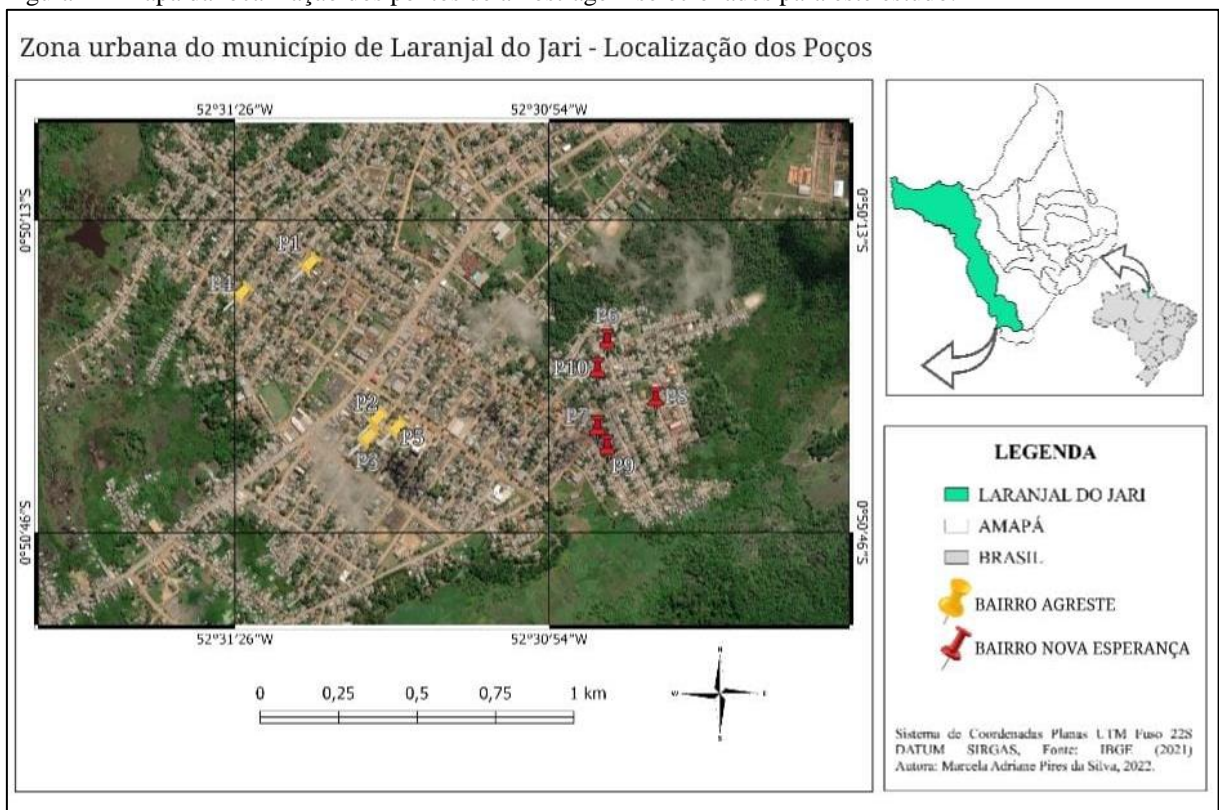 Zona urbana do município de Laranjal do Jari - Localização dos Poços
52°31'26"W 52°30'54"W
0°50'13"S 0°50'13"S
P1
P4
P6
P10
P8
P2
P7
P5
P3
P9
0°50'46"S 0°50'46"S
52°31'26"W 52°30'54"W
0 0,25 0,5 0,75 1 km
N
W E
S
LEGENDA
LARANJAL DO JARI
AMAPÁ
BRASIL
BAIRRO AGRESTE
BAIRRO NOVA ESPERANÇA
Sistema de Coordenadas Planas UTM Fuso 22S
DATUM SIRGAS, Fonte: IBGE (2021)
Autora: Marcela Adriane Pires da Silva, 2022.